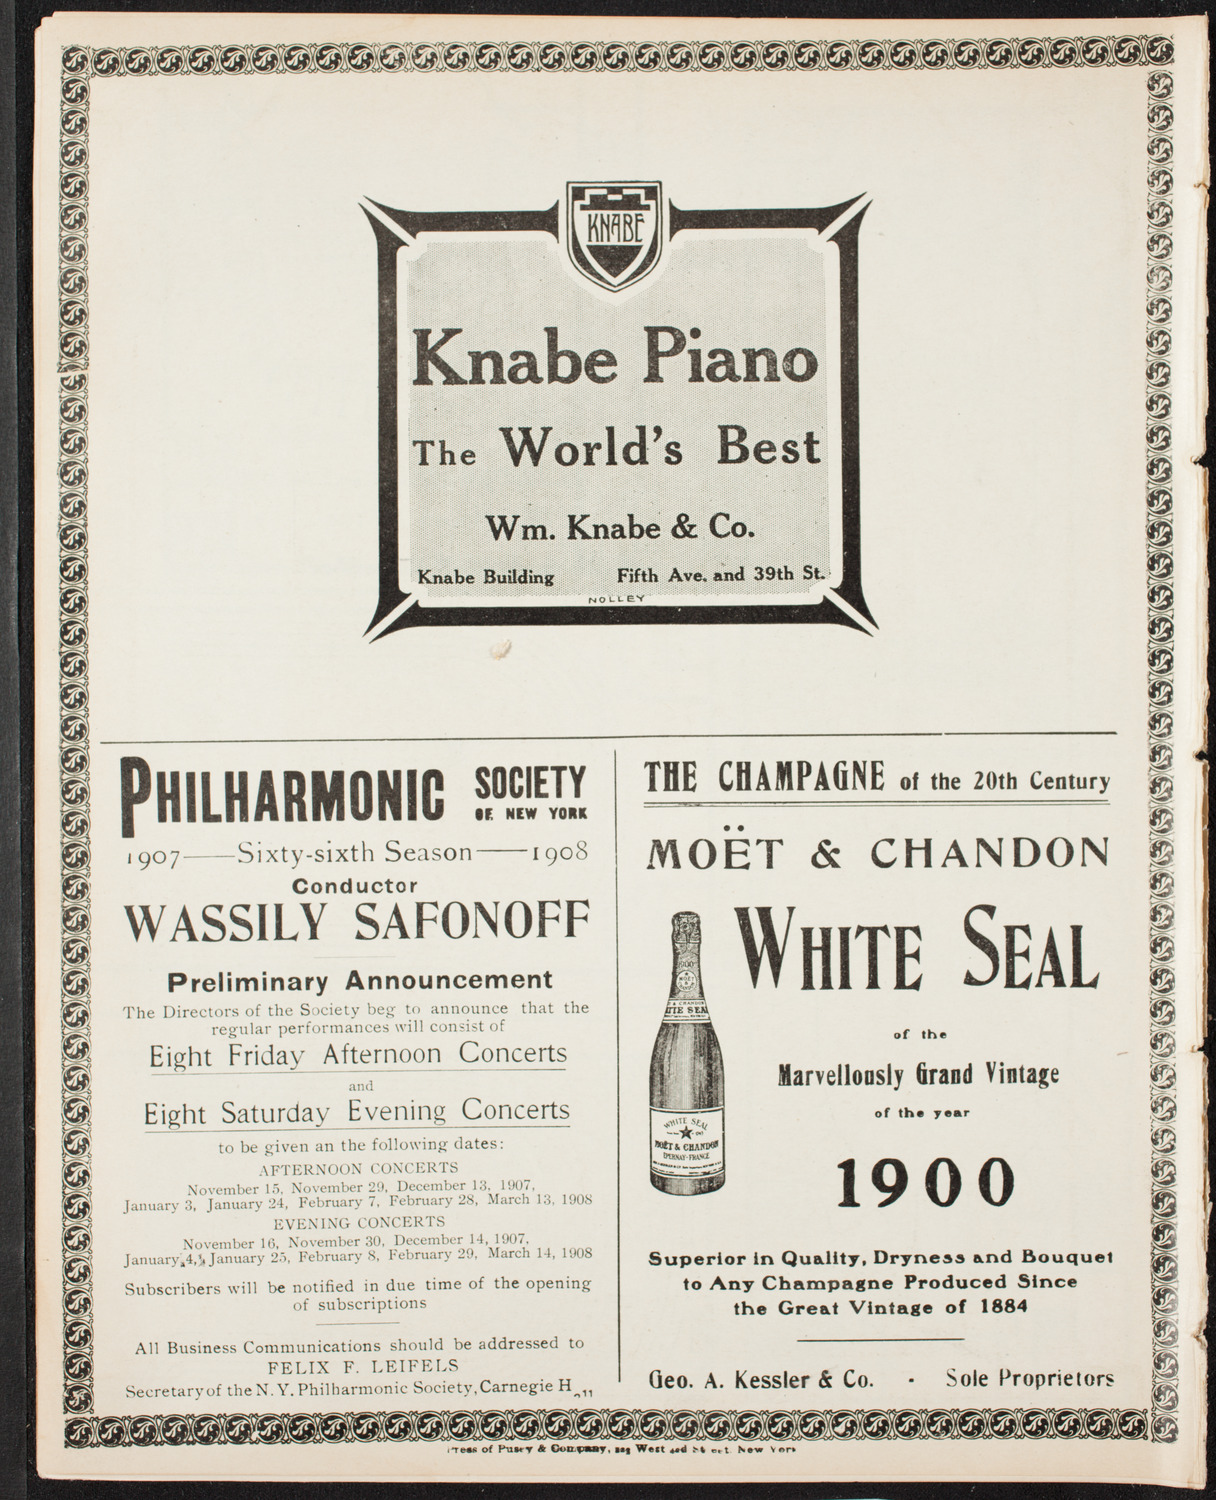 KNABE
Knabe Piano
The World's Best
Wm. Knabe & Co.
Knabe Building Fifth Ave. and 39th St.
NOLLEY
PHILHARMONIC SOCIETY
OF NEW YORK
1907——Sixty-sixth Season——1908
Conductor
WASSILY SAFONOFF
Preliminary Announcement
The Directors of the Society beg to announce that the
regular performances will consist of
Eight Friday Afternoon Concerts
and
Eight Saturday Evening Concerts
to be given an the following dates:
AFTERNOON CONCERTS
November 15, November 29, December 13, 1907,
January 3, January 24, February 7, February 28, March 13, 1908
EVENING CONCERTS
November 16, November 30, December 14, 1907,
January 4, January 25, February 8, February 29, March 14, 1908
Subscribers will be notified in due time of the opening
of subscriptions
All Business Communications should be addressed to
FELIX F. LEIFELS
Secretary of the N. Y. Philharmonic Society, Carnegie H
THE CHAMPAGNE of the 20th Century
MOËT & CHANDON
WHITE SEAL
of the
Marvellously Grand Vintage
of the year
1900
WHITE SEAL
MOËT & CHANDON
EPERNAY-FRANCE
Superior in Quality, Dryness and Bouquet
to Any Champagne Produced Since
the Great Vintage of 1884
Geo. A. Kessler & Co. - Sole Proprietors
Press of Pusey & Company, West New York